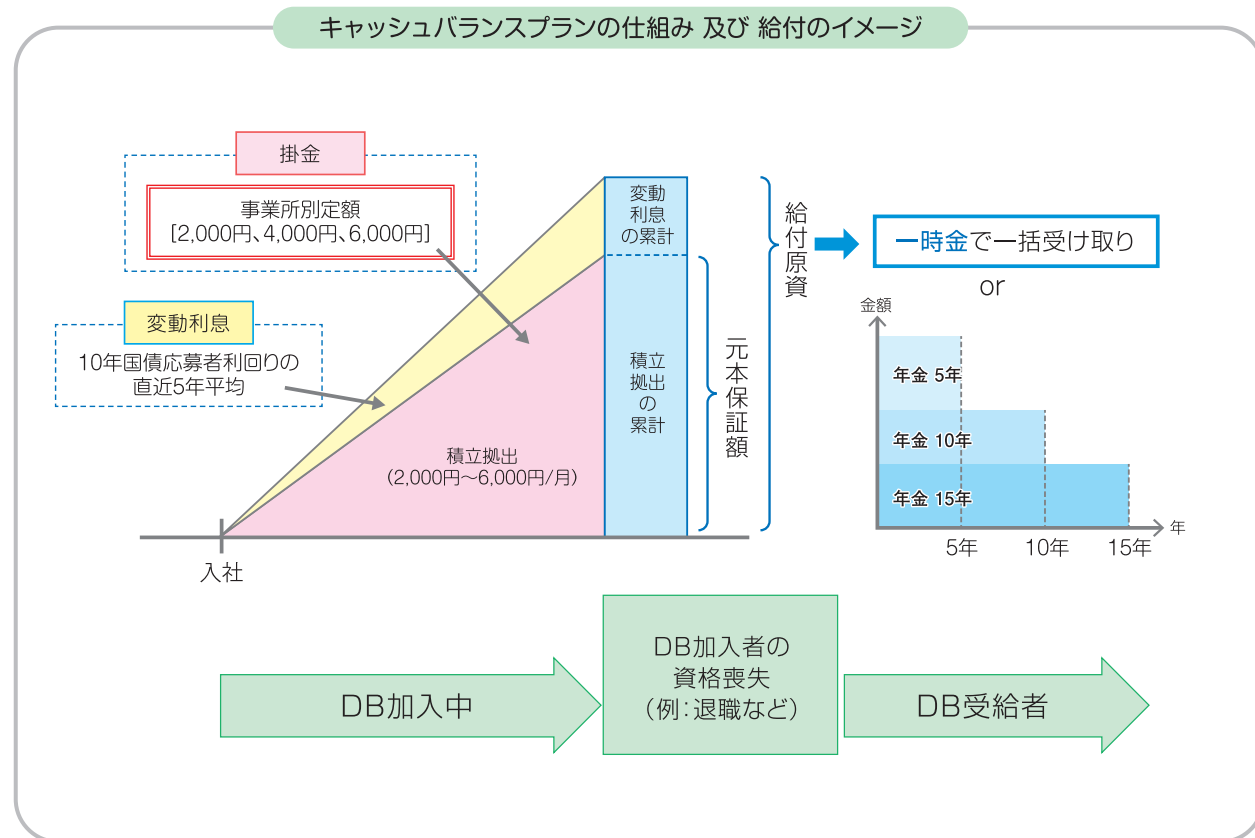 キャッシュバランスプランの仕組み 及び 給付のイメージ
掛金
事業所別定額
[2,000円、4,000円、6,000円]
変動利息
10年国債応募者利回りの
直近5年平均
積立拠出
(2,000円〜6,000円/月)
入社
変動
利息
の累計
積立
拠出
の
累計
元本保証額
給付原資
一時金で一括受け取り
or
金額
年金 5年
年金 10年
年金 15年
年
5年
10年
15年
DB加入中
DB加入者の
資格喪失
（例：退職など）
DB受給者